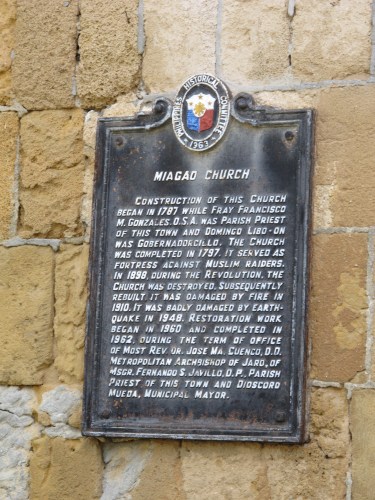 PHILIPPINES HISTORICAL COMMITTEE
1963
MIAGAO CHURCH
CONSTRUCTION OF THIS CHURCH
BEGAN IN 1787 WHILE FRAY FRANCISCO
M. GONZALES, O.S.A. WAS PARISH PRIEST
OF THIS TOWN AND DOMINGO LIBO-ON
WAS GOBERNADORCILLO. THE CHURCH
WAS COMPLETED IN 1797. IT SERVED AS
FORTRESS AGAINST MUSLIM RAIDERS.
IN 1898, DURING THE REVOLUTION, THE
CHURCH WAS DESTROYED. SUBSEQUENTLY
REBUILT IT WAS DAMAGED BY FIRE IN
1910. IT WAS BADLY DAMAGED BY EARTH-
QUAKE IN 1948. RESTORATION WORK
BEGAN IN 1960 AND COMPLETED IN
1962, DURING THE TERM OF OFFICE
OF MOST REV. DR. JOSE MA. CUENCO, D.D.
METROPOLITAN ARCHBISHOP OF JARO, OF
MSGR. FERNANDO S. JAVILLO, D.P., PARISH
PRIEST OF THIS TOWN AND DIOSCORO
MUEDA, MUNICIPAL MAYOR.